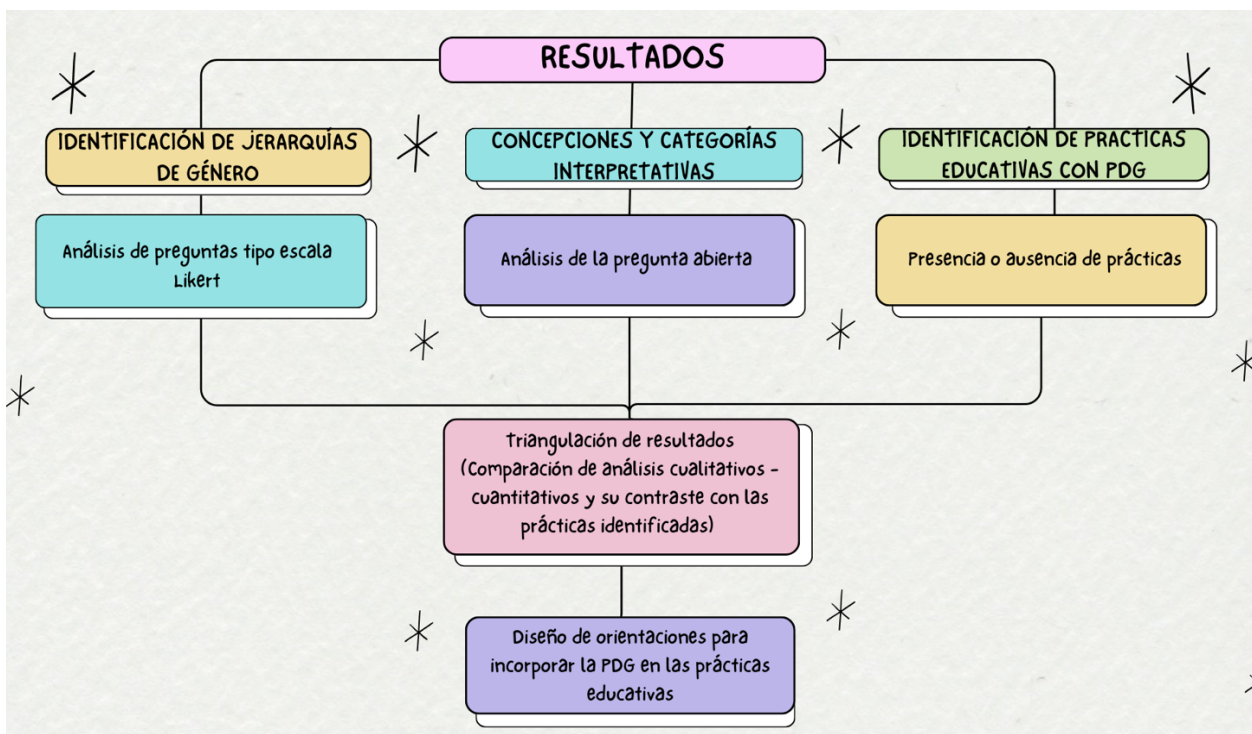 RESULTADOS
IDENTIFICACIÓN DE JERARQUÍAS
DE GÉNERO
CONCEPCIONES Y CATEGORÍAS
INTERPRETATIVAS
IDENTIFICACIÓN DE PRACTICAS
EDUCATIVAS CON PDG
Análisis de preguntas tipo escala
Likert
Análisis de la pregunta abierta
Presencia o ausencia de prácticas
Triangulación de resultados
(Comparación de análisis cualitativos -
cuantitativos y su contraste con las
prácticas identificadas)
Diseño de orientaciones para
incorporar la PDG en las prácticas
educativas